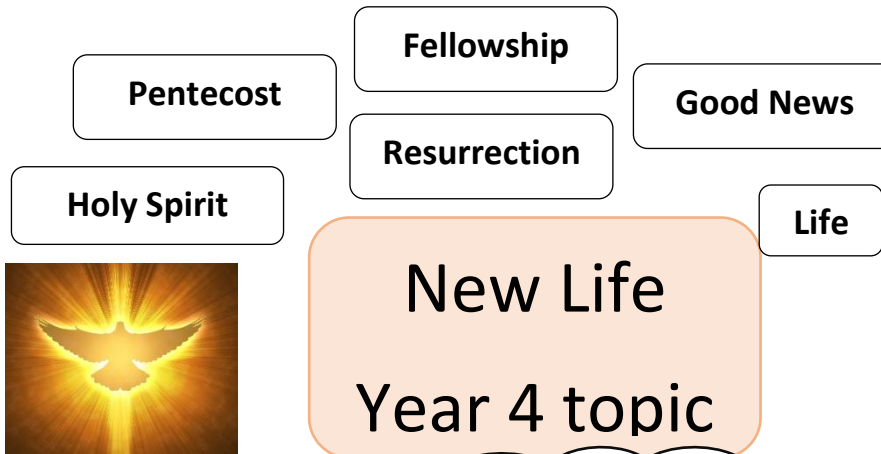 Fellowship
Pentecost
Good News
Resurrection
Holy Spirit
Life
New Life
Year 4 topic